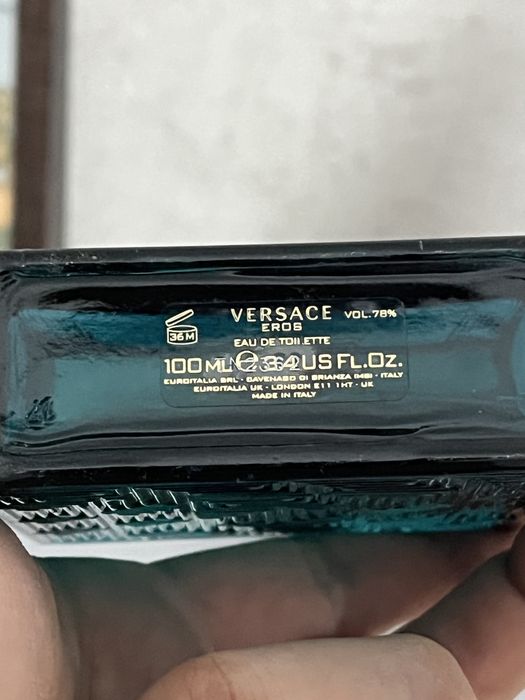 VERSACE VOL.78%
EROS
36 M
EAU DE TOILETTE
100 ML ℮ 3.4 US FL.OZ.
EUROITALIA SRL · CAVENAGO DI BRIANZA (MB) · ITALY
EUROITALIA UK · LONDON E11 1HT · UK
MADE IN ITALY